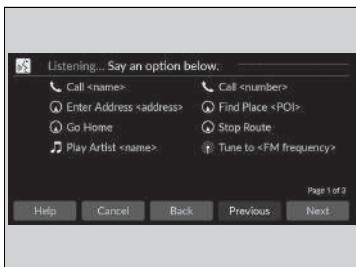 Listening... Say an option below.
Call <name>
Call <number>
Enter Address <address>
Find Place <POI>
Go Home
Stop Route
Play Artist <name>
Tune to <FM frequency>
Page 1 of 3
Help Cancel Back Previous Next